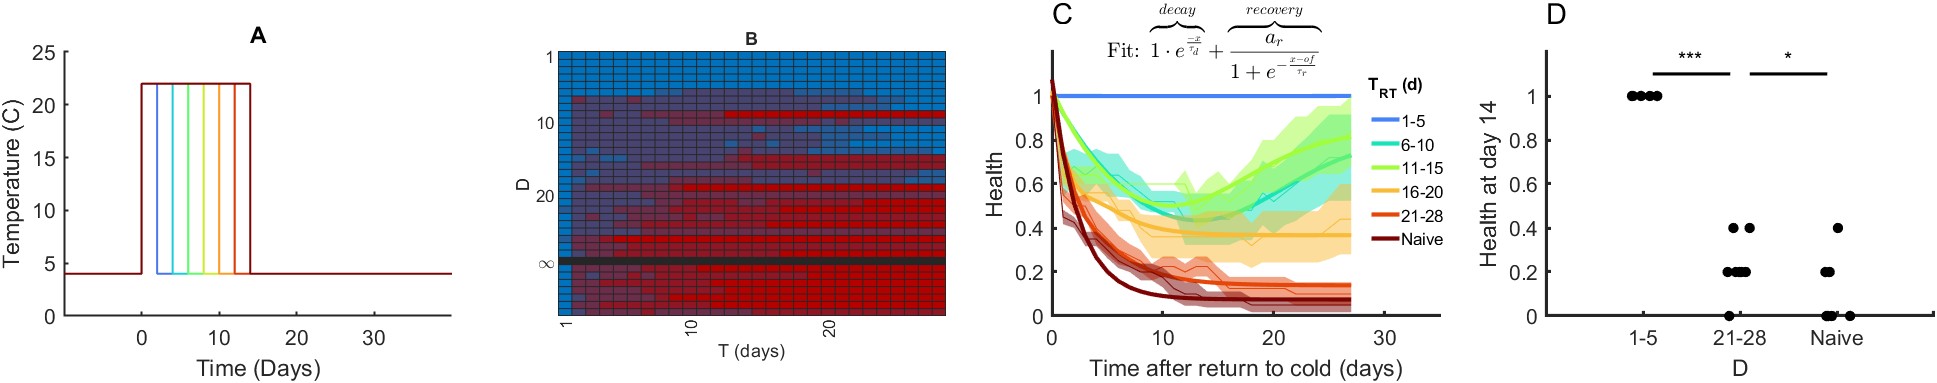 A
25
20
15
10
5
0
Temperature (C)
0 10 20 30
Time (Days)
B
1
10
20
∞
D
1 10 20
T (days)
C
decay recovery
Fit: 1 · e^{-x/τ_d} + a_r / (1 + e^{-(x-of)/τ_r})
1
0.8
0.6
0.4
0.2
0
Health
0 10 20 30
Time after return to cold (days)
T_RT (d)
1-5
6-10
11-15
16-20
21-28
Naive
D
*** *
1
0.8
0.6
0.4
0.2
0
Health at day 14
1-5 21-28 Naive
D